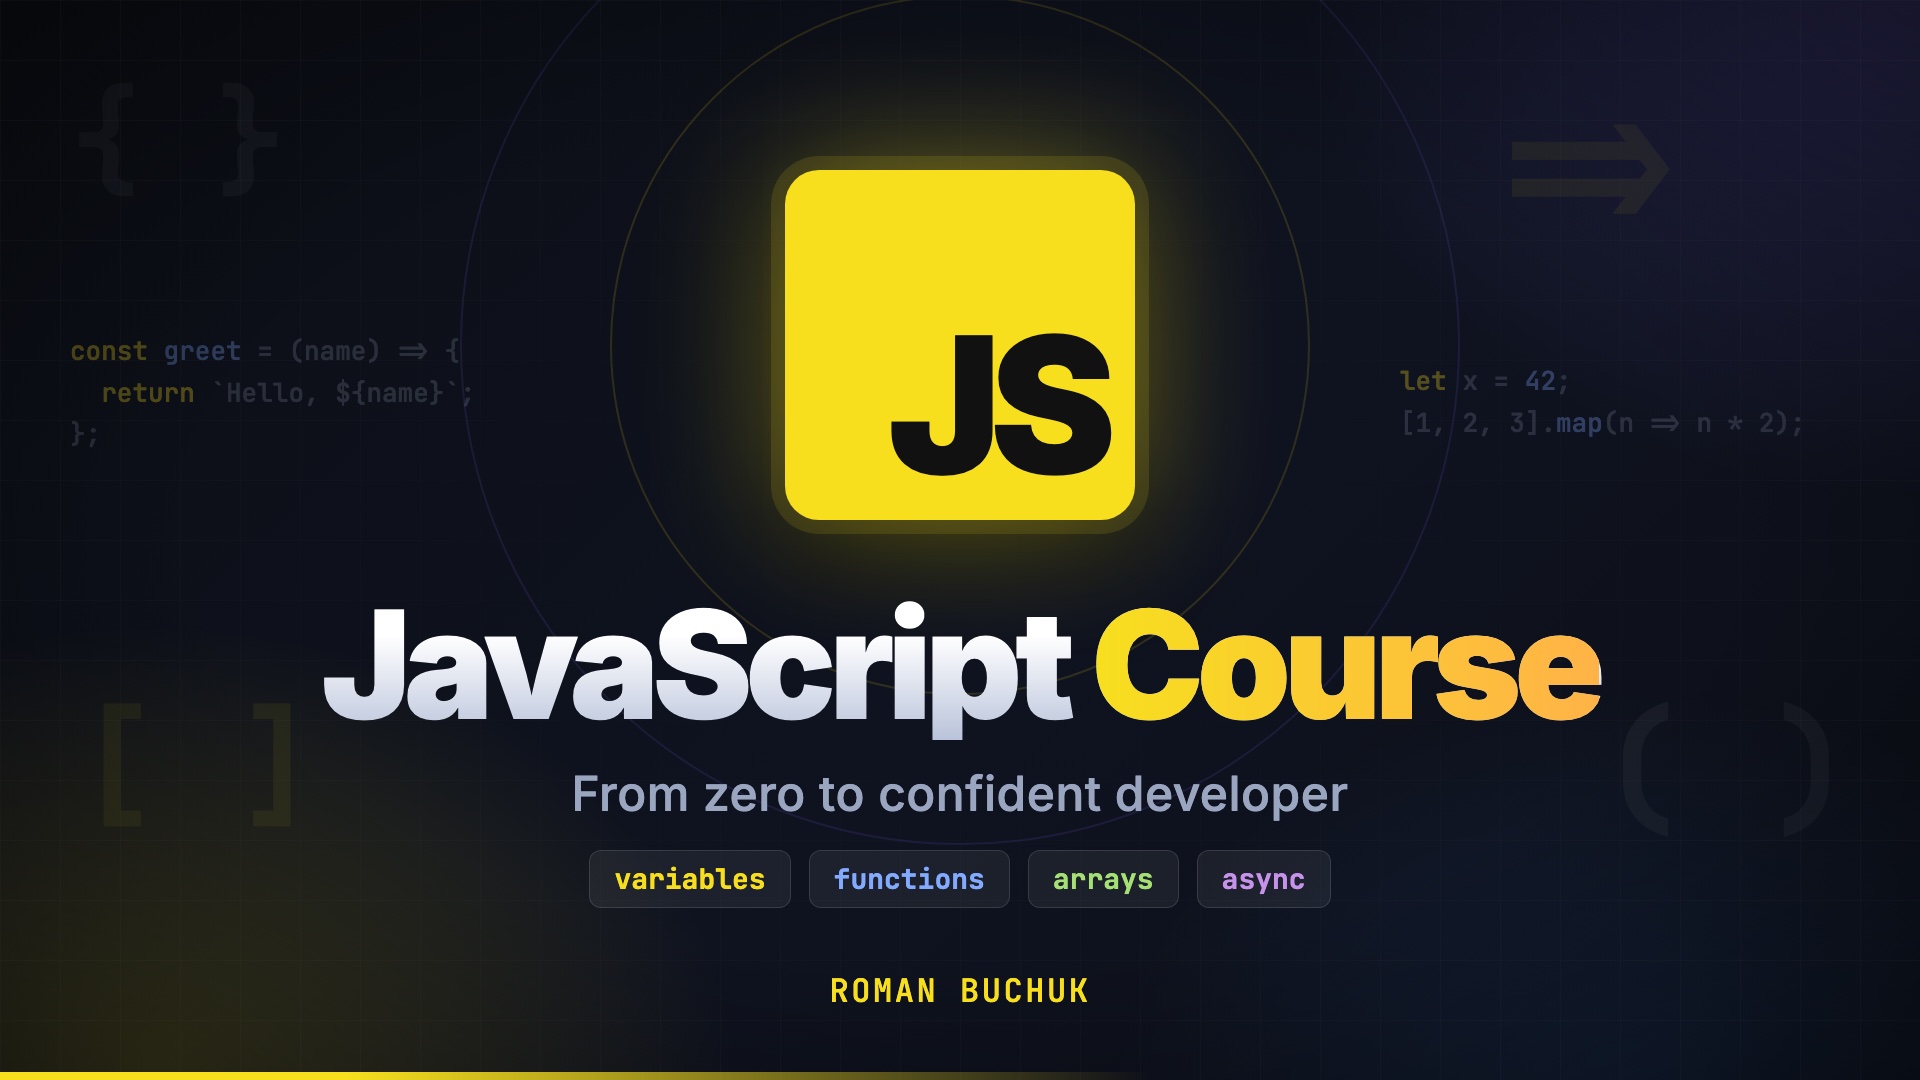 { }
⇒
const greet = (name) => {
return `Hello, ${name}`;
};
let x = 42;
[1, 2, 3].map(n => n * 2);
JS
JavaScript Course
[ ]
( )
From zero to confident developer
variables functions arrays async
ROMAN BUCHUK